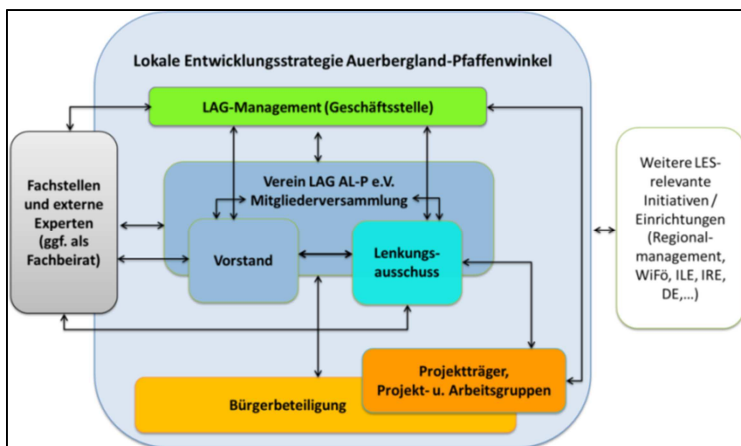 Lokale Entwicklungsstrategie Auerbergland-Pfaffenwinkel
LAG-Management (Geschäftsstelle)
Fachstellen
und externe
Experten
(ggf. als
Fachbeirat)
Verein LAG AL-P e.V.
Mitgliederversammlung
Vorstand
Lenkungs-
ausschuss
Weitere LES-
relevante
Initiativen /
Einrichtungen
(Regional-
management,
WiFö, ILE, IRE,
DE,...)
Projektträger,
Projekt- u. Arbeitsgruppen
Bürgerbeteiligung